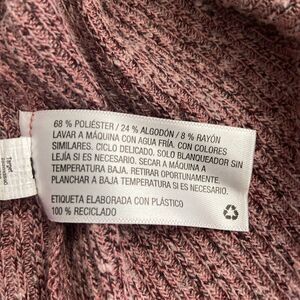 68 % POLIÉSTER / 24 % ALGODÓN / 8 % RAYÓN
LAVAR A MÁQUINA CON AGUA FRÍA. CON COLORES
SIMILARES. CICLO DELICADO. SOLO BLANQUEADOR SIN
LEJÍA SI ES NECESARIO. SECAR A MÁQUINA A
TEMPERATURA BAJA. RETIRAR OPORTUNAMENTE.
PLANCHAR A BAJA TEMPERATURA SI ES NECESARIO.
ETIQUETA ELABORADA CON PLÁSTICO
100 % RECICLADO
Target